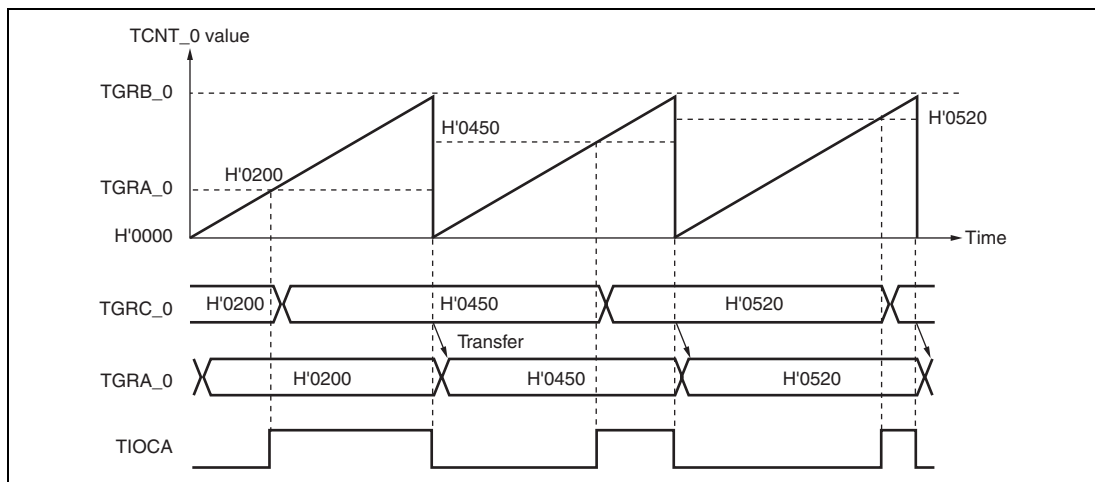 TCNT_0 value
TGRB_0
H'0520
H'0450
H'0200
TGRA_0
H'0000
Time
TGRC_0
H'0200
H'0450
H'0520
Transfer
TGRA_0
H'0200
H'0450
H'0520
TIOCA